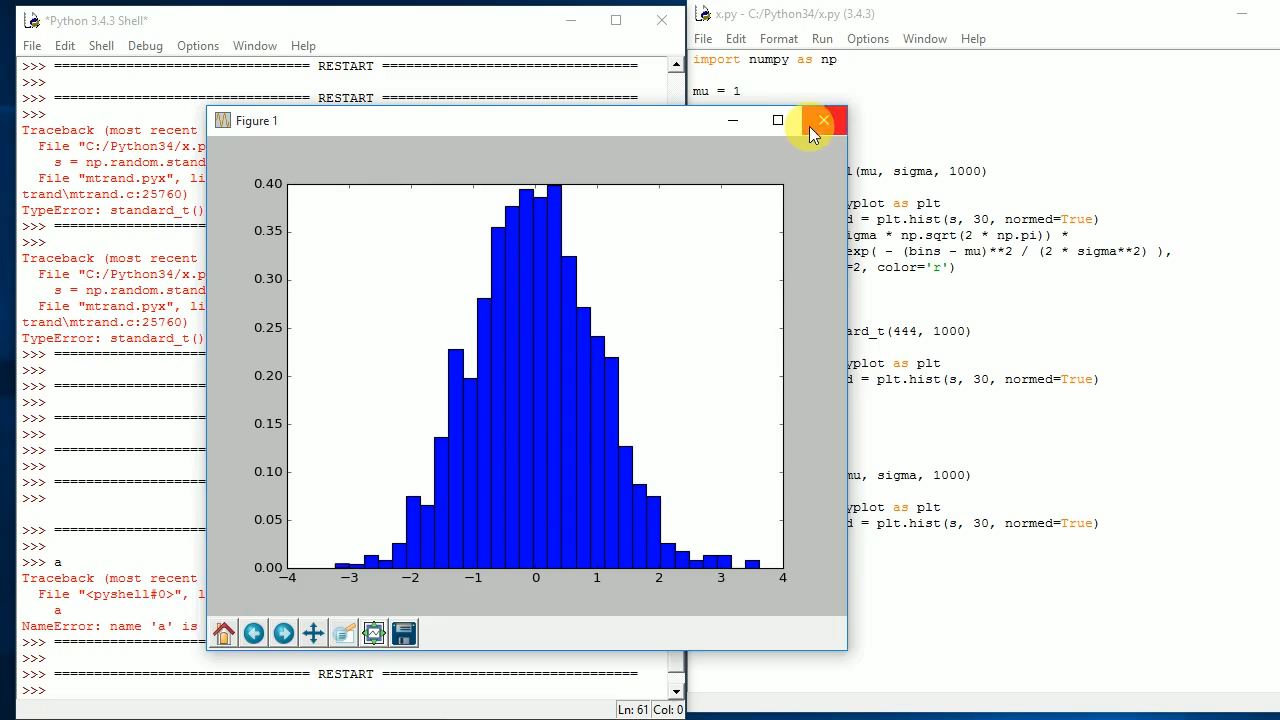 *Python 3.4.3 Shell*
File Edit Shell Debug Options Window Help
>>> ================================ RESTART ================================
>>>
>>> ================================ RESTART ================================
>>>
Traceback (most recent
File "C:/Python34/x.p
s = np.random.stand
File "mtrand.pyx", li
trand\mtrand.c:25760)
TypeError: standard_t()
>>> ===================
>>>
Traceback (most recent
File "C:/Python34/x.p
s = np.random.stand
File "mtrand.pyx", li
trand\mtrand.c:25760)
TypeError: standard_t()
>>> ===================
>>>
>>> ===================
>>>
>>> ===================
>>>
>>> ===================
>>>
>>> ===================
>>>
>>> ===================
>>>
>>> a
Traceback (most recent
File "<pyshell#0>", l
a
NameError: name 'a' is
>>> ===================
>>>
>>> ================================ RESTART ================================
>>>
Ln: 61 Col: 0
x.py - C:/Python34/x.py (3.4.3)
File Edit Format Run Options Window Help
import numpy as np
mu = 1
l(mu, sigma, 1000)
yplot as plt
d = plt.hist(s, 30, normed=True)
igma * np.sqrt(2 * np.pi)) *
exp( - (bins - mu)**2 / (2 * sigma**2) ),
=2, color='r')
ard_t(444, 1000)
yplot as plt
d = plt.hist(s, 30, normed=True)
mu, sigma, 1000)
yplot as plt
d = plt.hist(s, 30, normed=True)
Figure 1
0.40
0.35
0.30
0.25
0.20
0.15
0.10
0.05
0.00
−4 −3 −2 −1 0 1 2 3 4